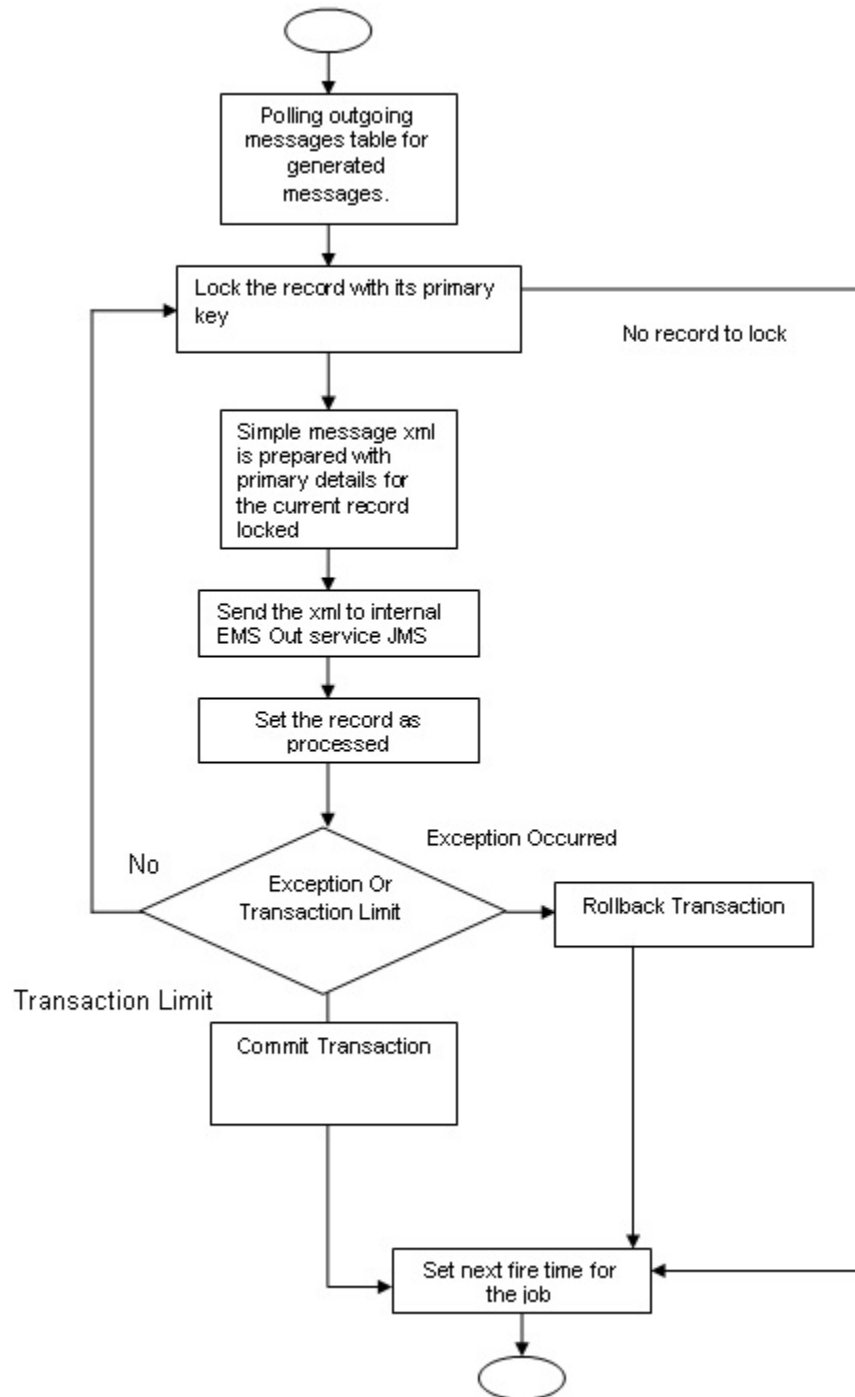 Polling outgoing
messages table for
generated
messages.
Lock the record with its primary
key
No record to lock
Simple message xml
is prepared with
primary details for
the current record
locked
Send the xml to internal
EMS Out service JMS
Set the record as
processed
Exception Occurred
No
Exception Or
Transaction Limit
Rollback Transaction
Transaction Limit
Commit Transaction
Set next fire time for
the job